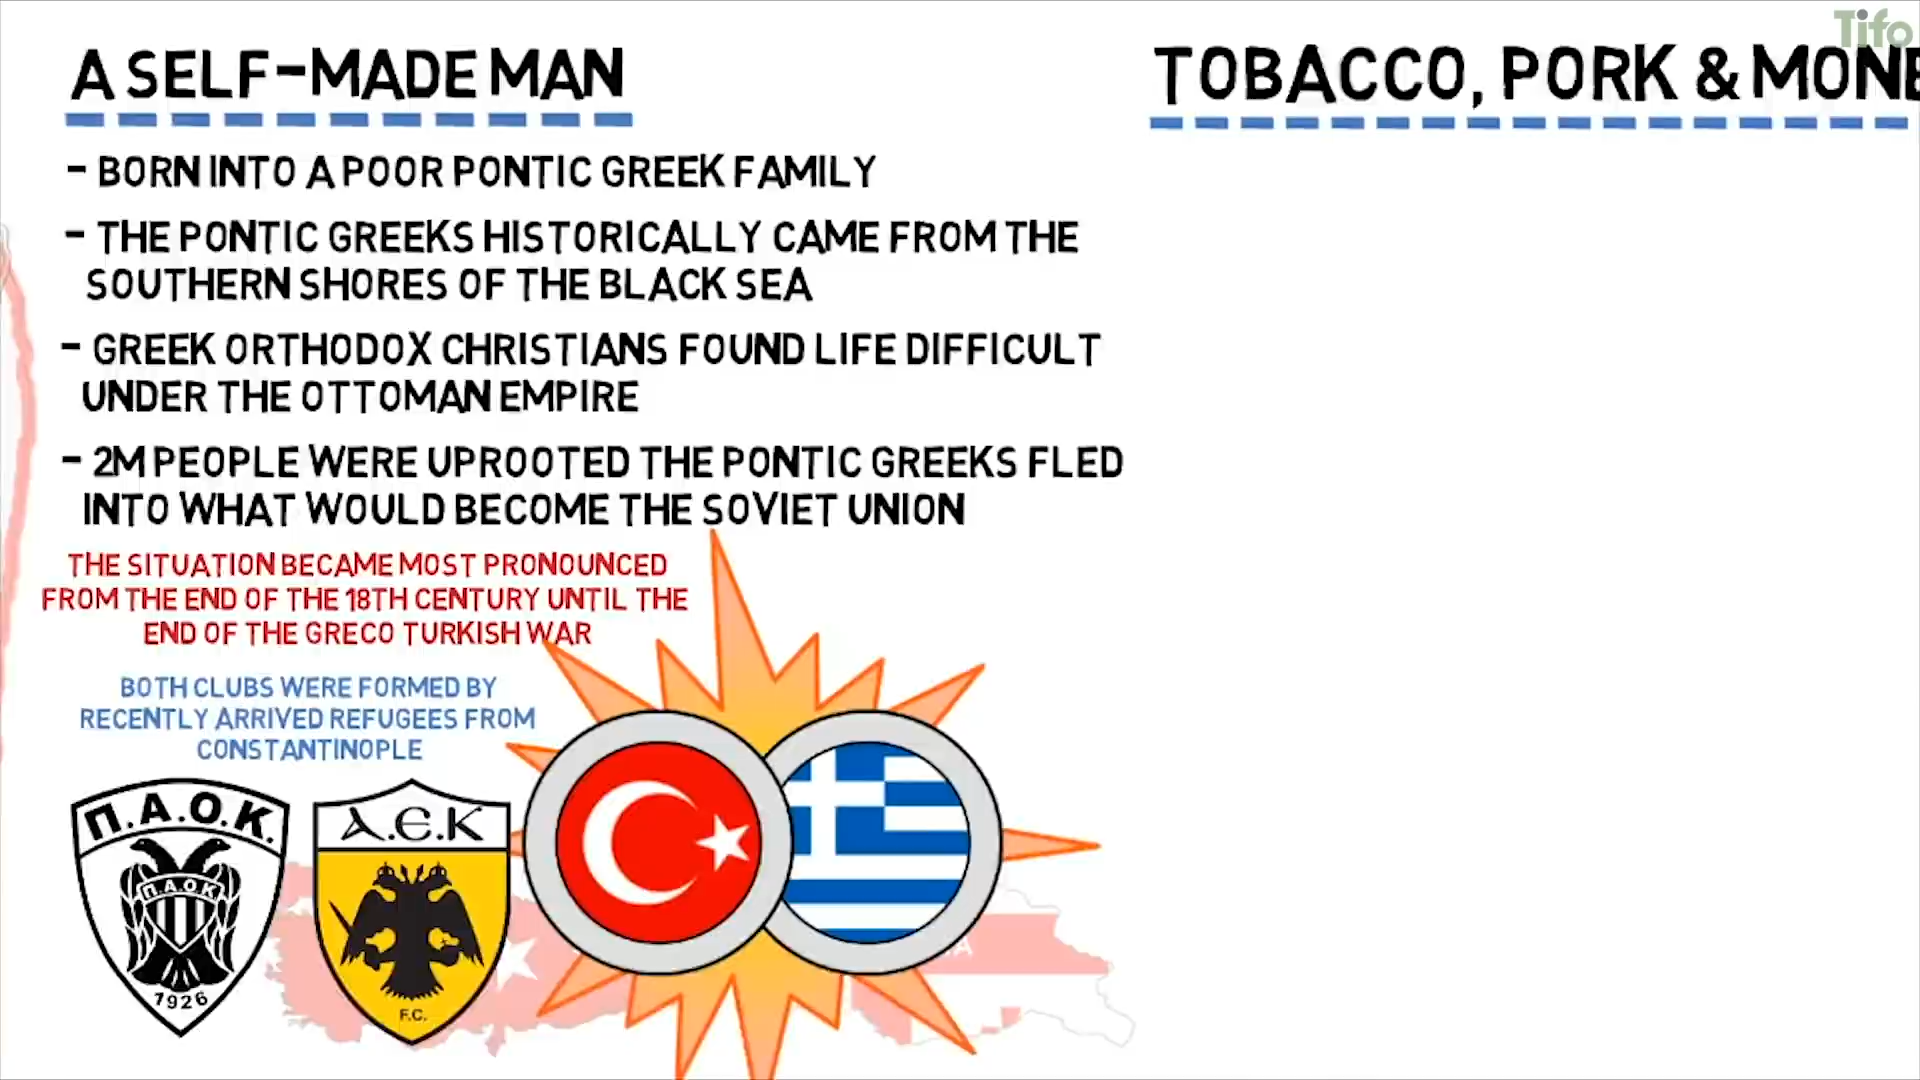 Tifo
A SELF-MADE MAN
- BORN INTO A POOR PONTIC GREEK FAMILY
- THE PONTIC GREEKS HISTORICALLY CAME FROM THE
SOUTHERN SHORES OF THE BLACK SEA
- GREEK ORTHODOX CHRISTIANS FOUND LIFE DIFFICULT
UNDER THE OTTOMAN EMPIRE
- 2M PEOPLE WERE UPROOTED THE PONTIC GREEKS FLED
INTO WHAT WOULD BECOME THE SOVIET UNION
THE SITUATION BECAME MOST PRONOUNCED
FROM THE END OF THE 18TH CENTURY UNTIL THE
END OF THE GRECO TURKISH WAR
BOTH CLUBS WERE FORMED BY
RECENTLY ARRIVED REFUGEES FROM
CONSTANTINOPLE
Π.Α.Ο.Κ.
Π.Α.Ο.Κ.
1926
Α.Ε.Κ
F.C.
TOBACCO, PORK & MONE